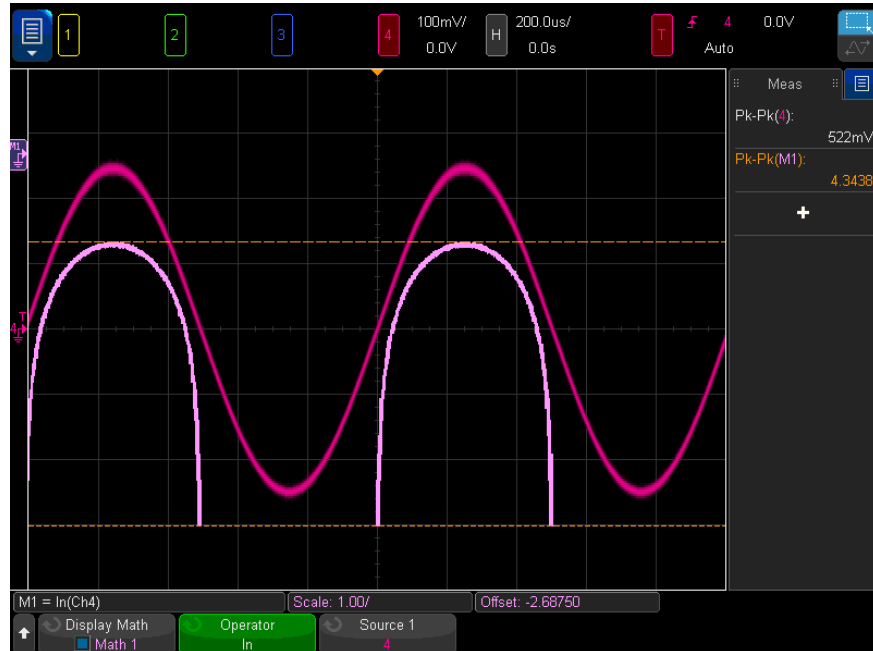 1 2 3 4 100mV/ 0.0V H 200.0us/ 0.0s T 4 0.0V Auto
Meas
Pk-Pk(4):
522mV
Pk-Pk(M1):
4.3438
+
M1
T
4
M1 = ln(Ch4) Scale: 1.00/ Offset: -2.68750
Display Math Operator Source 1
Math 1 ln 4